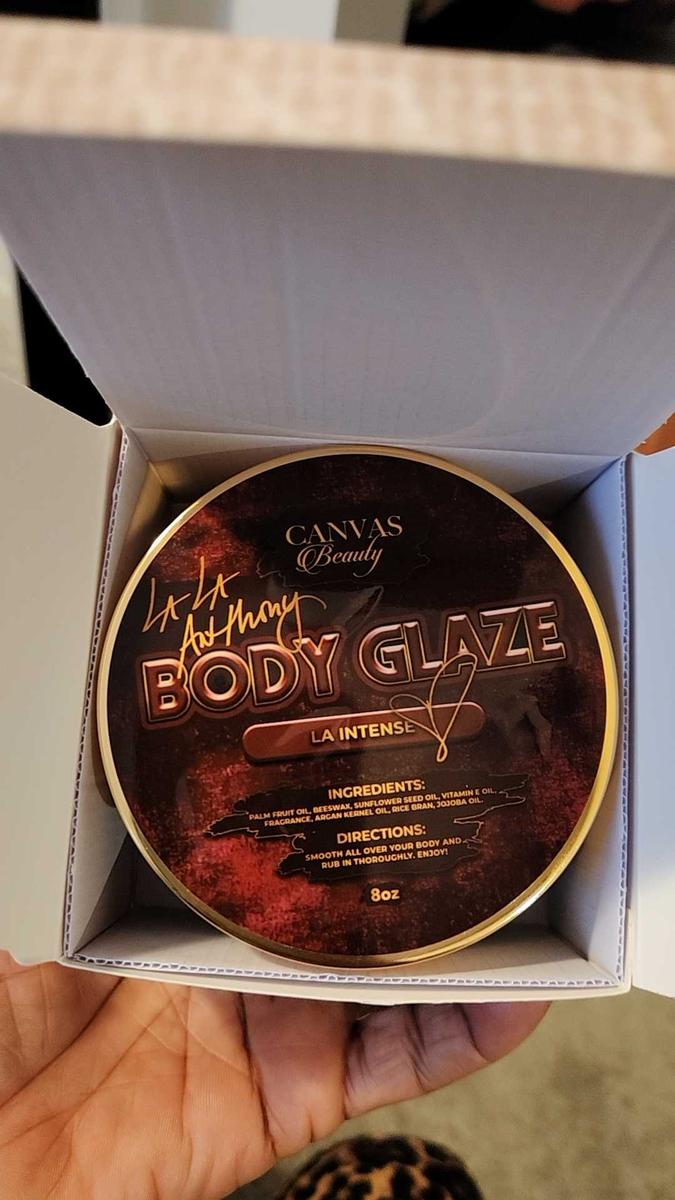 CANVAS
Beauty
LA LA
Anthony
BODY GLAZE
LA INTENSE
INGREDIENTS:
PALM FRUIT OIL, BEESWAX, SUNFLOWER SEED OIL, VITAMIN E OIL,
FRAGRANCE, ARGAN KERNEL OIL, RICE BRAN, JOJOBA OIL.
DIRECTIONS:
SMOOTH ALL OVER YOUR BODY AND
RUB IN THOROUGHLY. ENJOY!
8oz